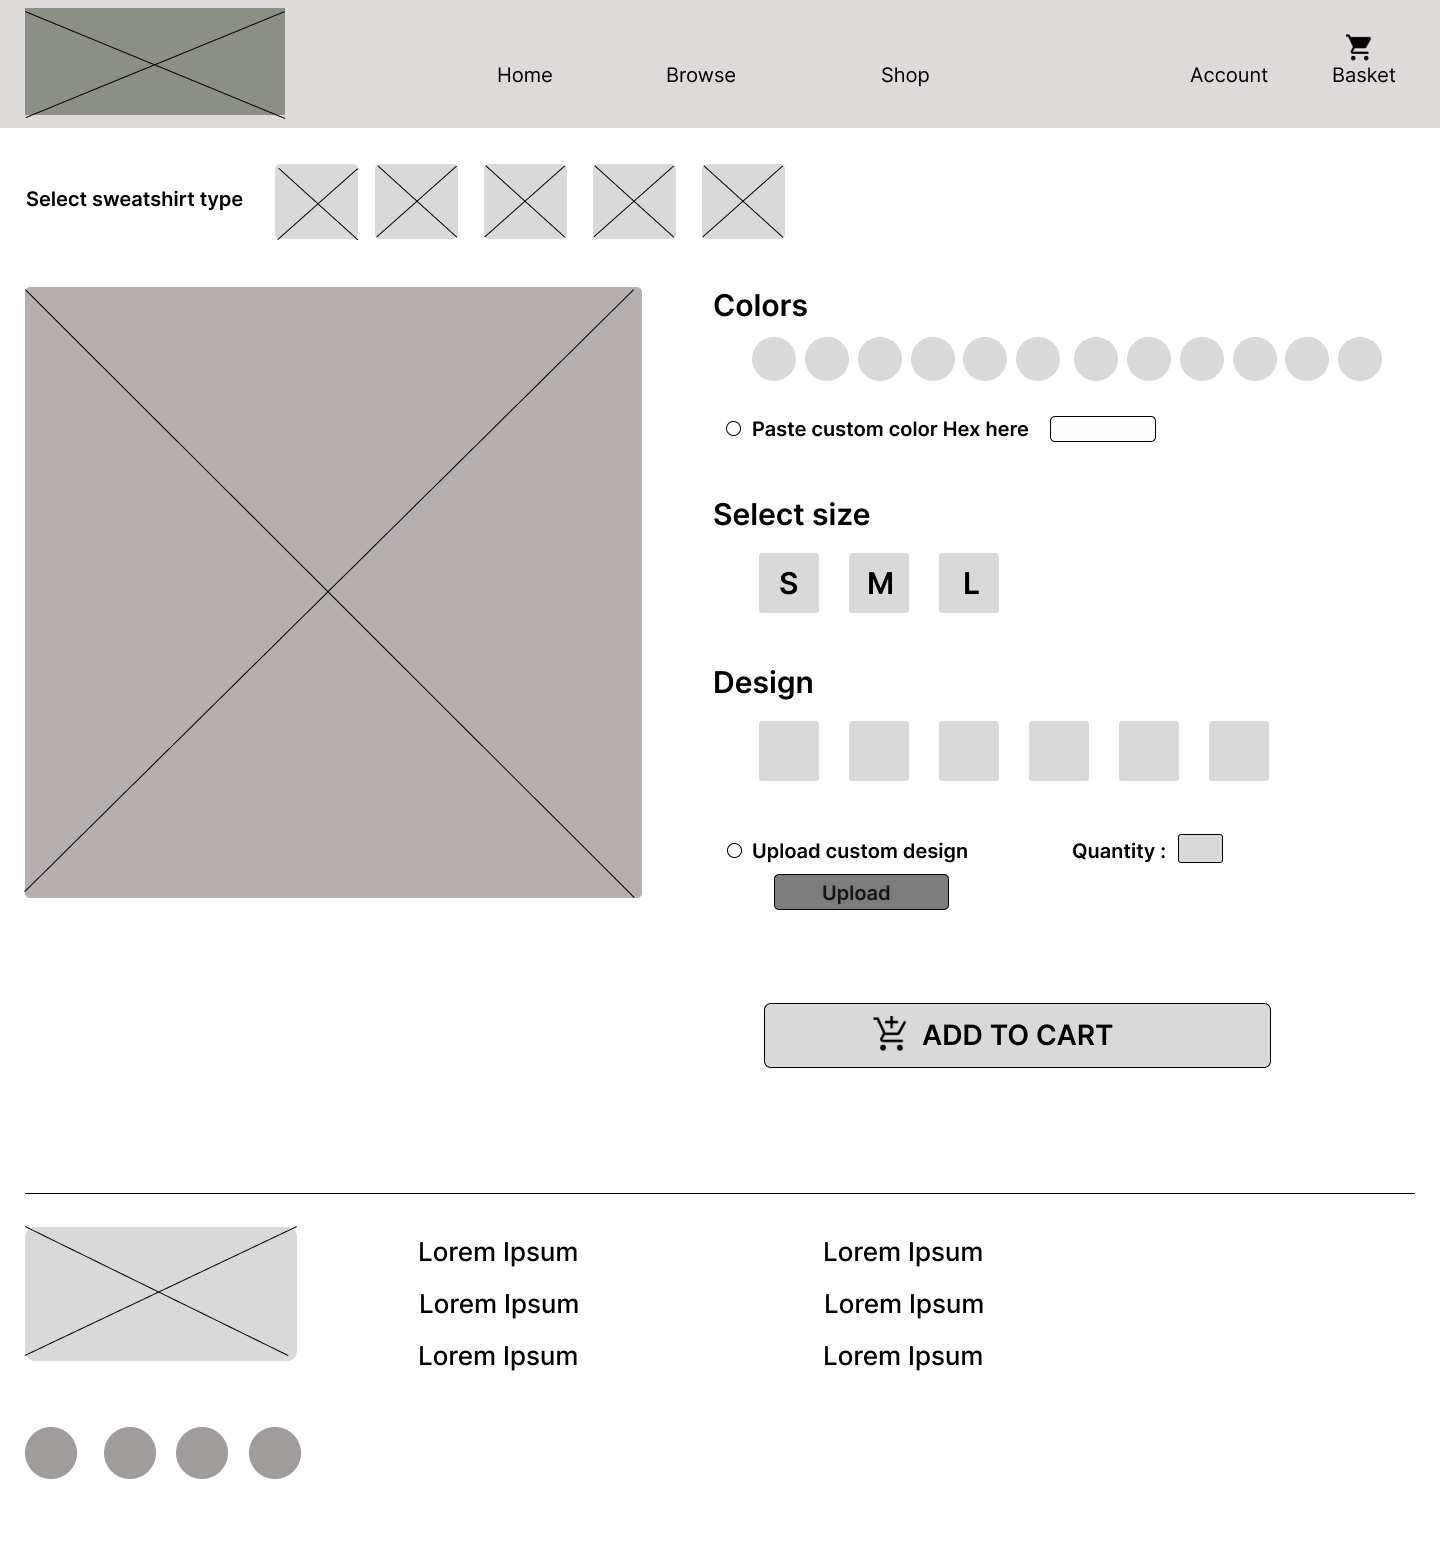 Home Browse Shop Account Basket
Select sweatshirt type
Colors
Paste custom color Hex here
Select size
S M L
Design
Upload custom design Quantity :
Upload
ADD TO CART
Lorem Ipsum Lorem Ipsum
Lorem Ipsum Lorem Ipsum
Lorem Ipsum Lorem Ipsum